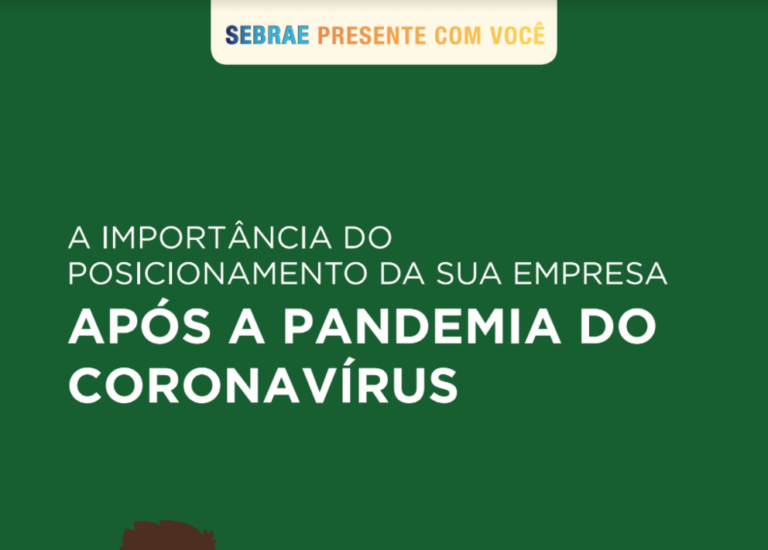 SEBRAE PRESENTE COM VOCÊ
A IMPORTÂNCIA DO
POSICIONAMENTO DA SUA EMPRESA
APÓS A PANDEMIA DO
CORONAVÍRUS